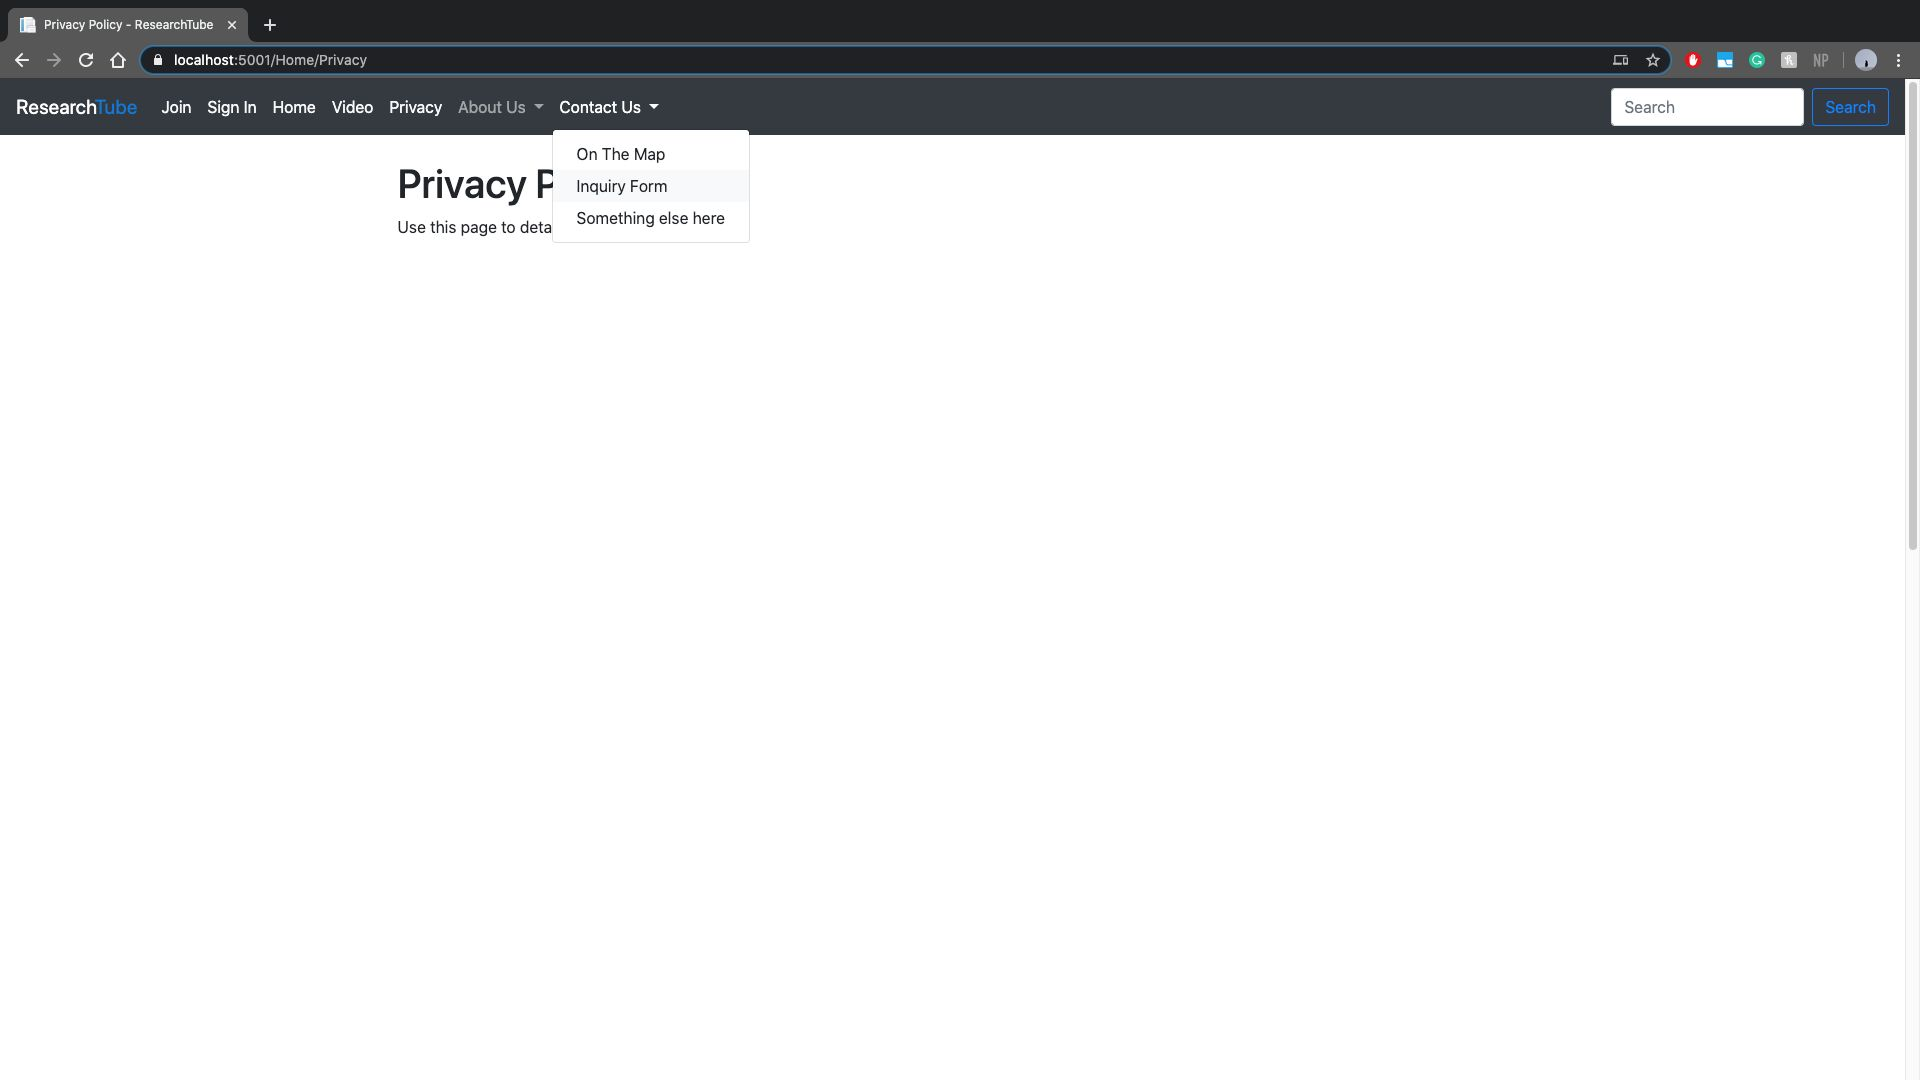 Privacy Policy - ResearchTube
localhost:5001/Home/Privacy
NP
ResearchTube Join Sign In Home Video Privacy About Us Contact Us Search Search
On The Map
Inquiry Form
Something else here
Privacy P
Use this page to deta